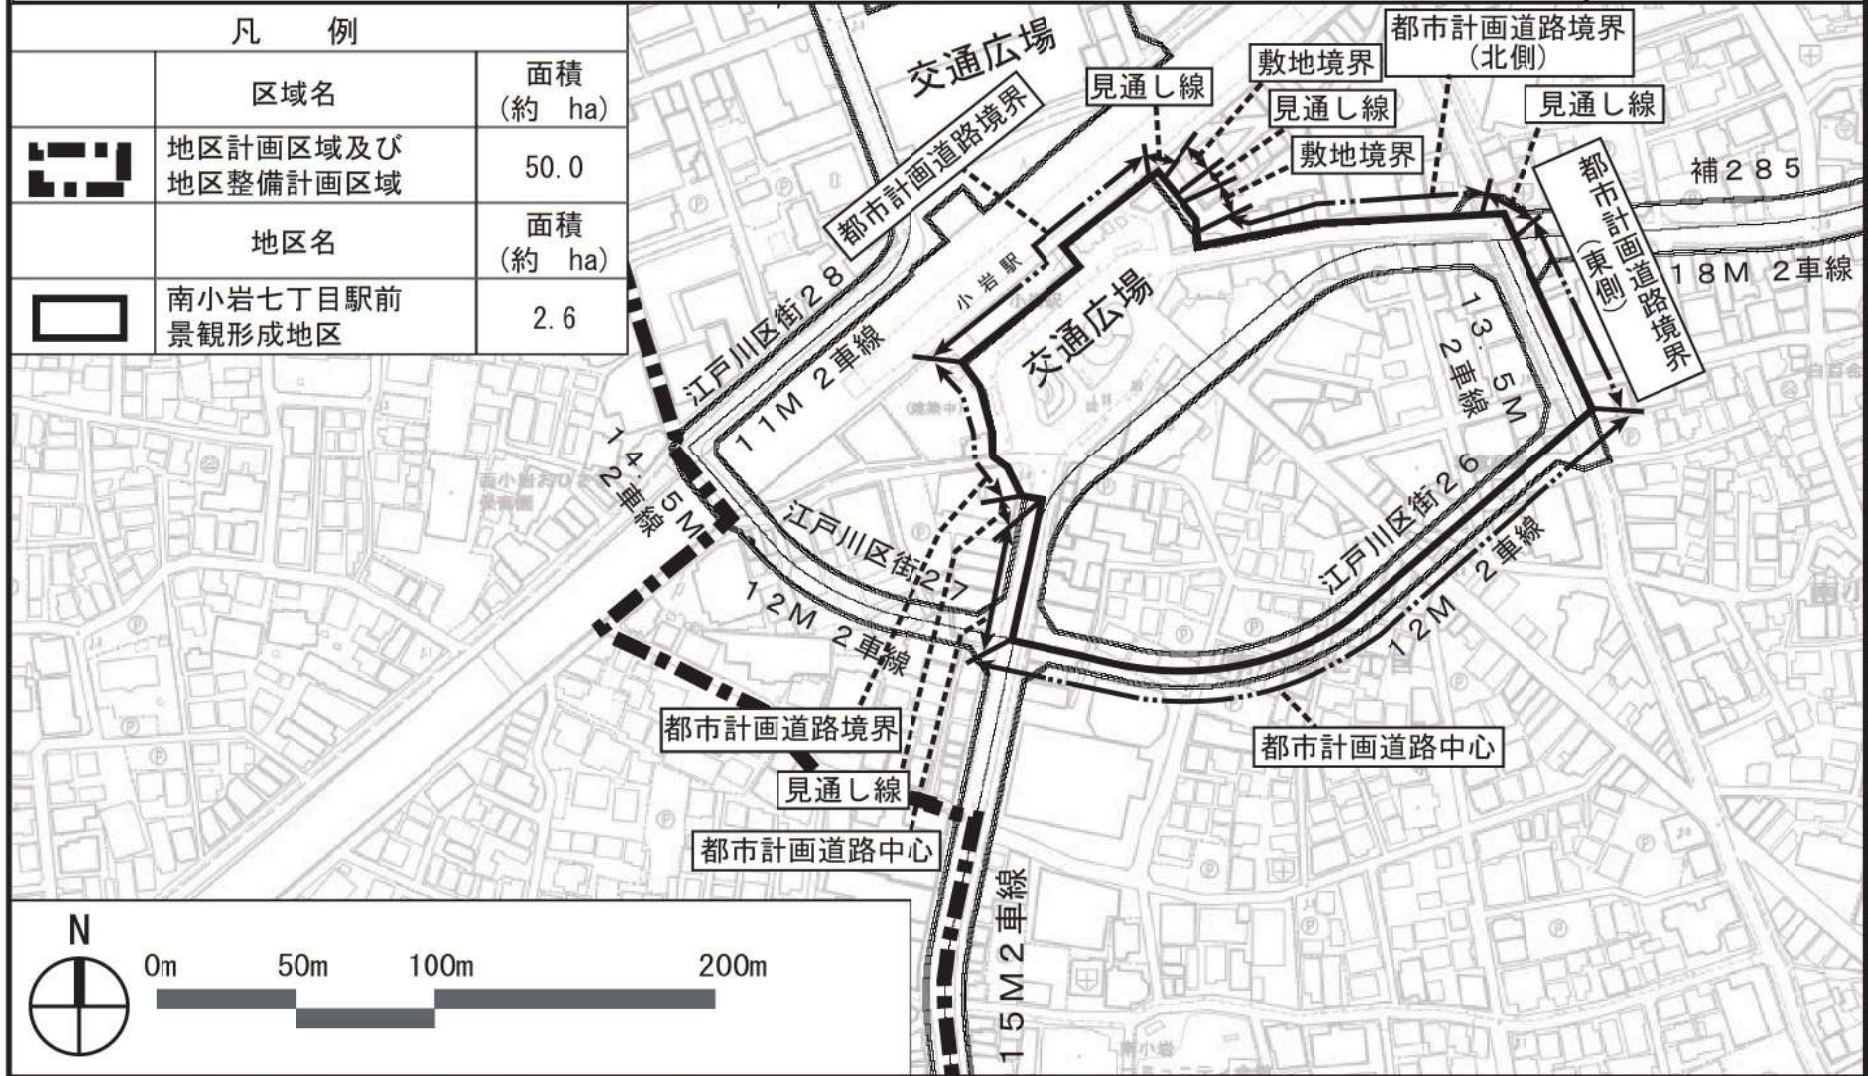 凡 例
区域名
面積
(約 ha)
地区計画区域及び
地区整備計画区域
50.0
地区名
面積
(約 ha)
南小岩七丁目駅前
景観形成地区
2.6
交通広場
都市計画道路境界
見通し線
敷地境界
見通し線
敷地境界
都市計画道路境界
(北側)
見通し線
都市計画道路境界
(東側)
補285
18M 2車線
小岩駅
交通広場
江戸川区街28
11M 2車線
13.5M
2車線
14.5M
2車線
江戸川区街27
12M 2車線
江戸川区街26
12M 2車線
都市計画道路境界
見通し線
都市計画道路中心
都市計画道路中心
15M2車線
南小岩
N
0m 50m 100m 200m